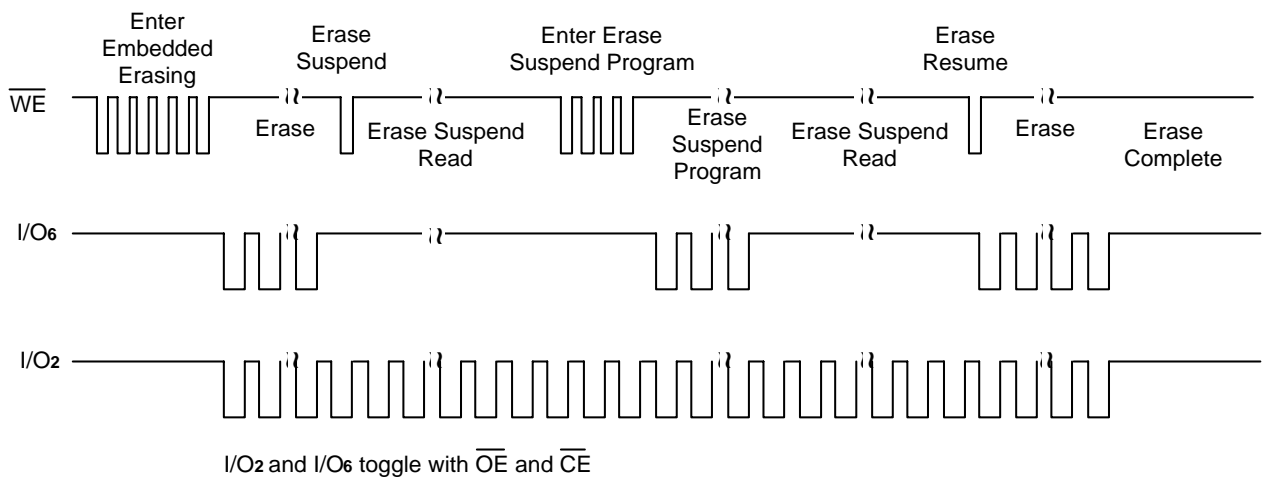 Enter
Embedded
Erasing
Erase
Suspend
Enter Erase
Suspend Program
Erase
Resume
WE
Erase
Erase Suspend
Read
Erase
Suspend
Program
Erase Suspend
Read
Erase
Erase
Complete
I/O6
I/O2
I/O2 and I/O6 toggle with OE and CE